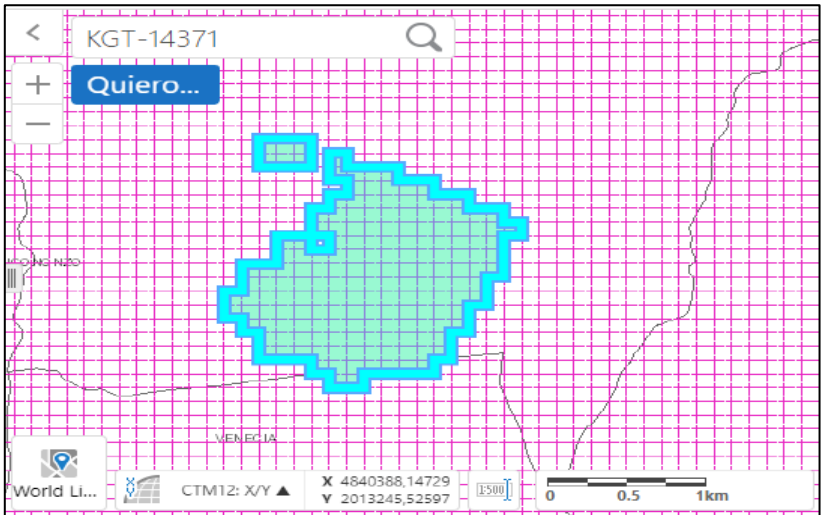 KGT-14371
Quiero...
VENECIA
World Li...
CTM12: X/Y ▲
X 4840388,14729
Y 2013245,52597
1:500
0 0.5 1km